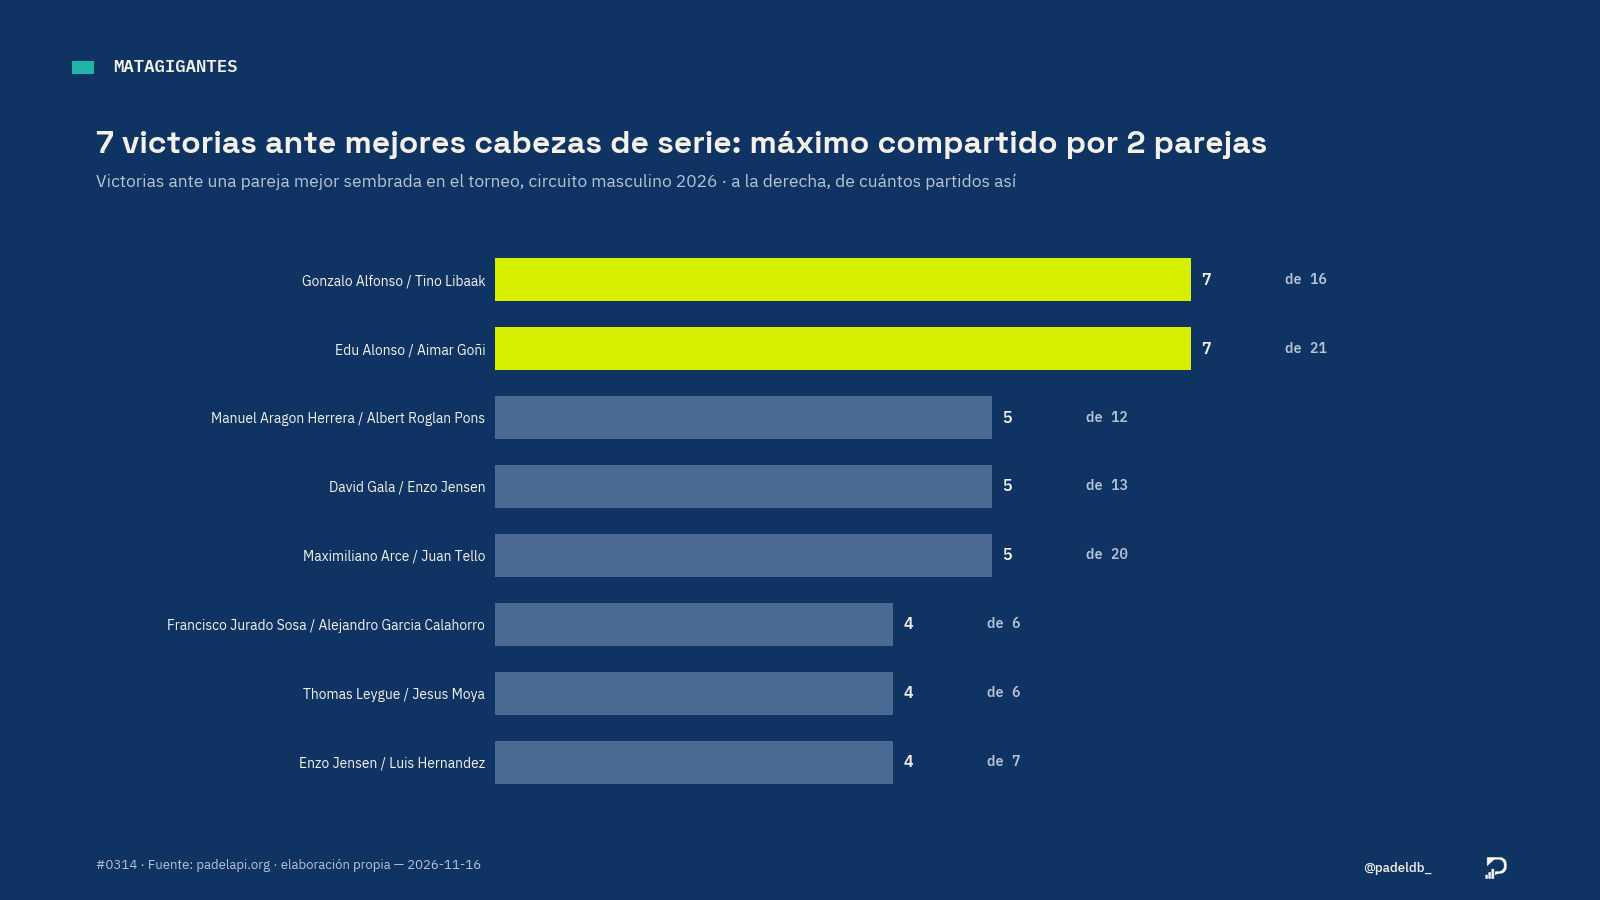 MATAGIGANTES
7 victorias ante mejores cabezas de serie: máximo compartido por 2 parejas
Victorias ante una pareja mejor sembrada en el torneo, circuito masculino 2026 · a la derecha, de cuántos partidos así
Gonzalo Alfonso / Tino Libaak 7 de 16
Edu Alonso / Aimar Goñi 7 de 21
Manuel Aragon Herrera / Albert Roglan Pons 5 de 12
David Gala / Enzo Jensen 5 de 13
Maximiliano Arce / Juan Tello 5 de 20
Francisco Jurado Sosa / Alejandro Garcia Calahorro 4 de 6
Thomas Leygue / Jesus Moya 4 de 6
Enzo Jensen / Luis Hernandez 4 de 7
#0314 · Fuente: padelapi.org · elaboración propia — 2026-11-16
@padeldb_